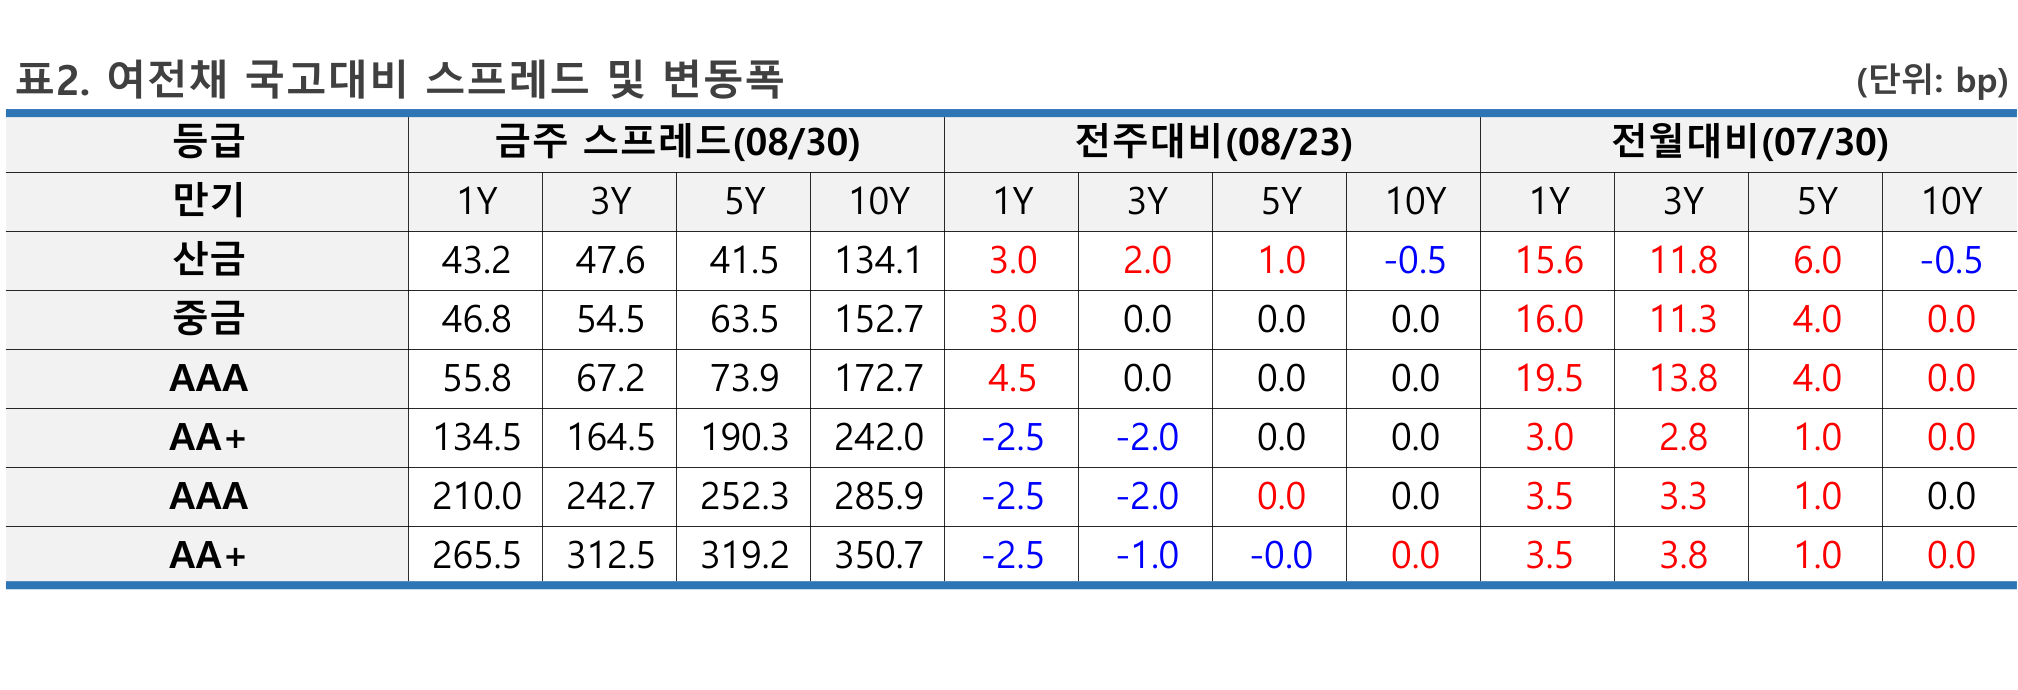 표2. 여전채 국고대비 스프레드 및 변동폭 (단위: bp)
등급 금주 스프레드(08/30) 전주대비(08/23) 전월대비(07/30)
만기 1Y 3Y 5Y 10Y 1Y 3Y 5Y 10Y 1Y 3Y 5Y 10Y
산금 43.2 47.6 41.5 134.1 3.0 2.0 1.0 -0.5 15.6 11.8 6.0 -0.5
중금 46.8 54.5 63.5 152.7 3.0 0.0 0.0 0.0 16.0 11.3 4.0 0.0
AAA 55.8 67.2 73.9 172.7 4.5 0.0 0.0 0.0 19.5 13.8 4.0 0.0
AA+ 134.5 164.5 190.3 242.0 -2.5 -2.0 0.0 0.0 3.0 2.8 1.0 0.0
AAA 210.0 242.7 252.3 285.9 -2.5 -2.0 0.0 0.0 3.5 3.3 1.0 0.0
AA+ 265.5 312.5 319.2 350.7 -2.5 -1.0 -0.0 0.0 3.5 3.8 1.0 0.0